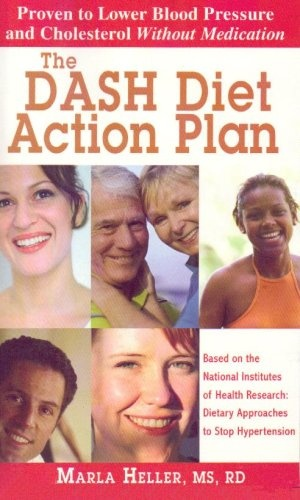 Proven to Lower Blood Pressure
and Cholesterol Without Medication
The
DASH Diet
Action Plan
Based on the
National Institutes
of Health Research:
Dietary Approaches
to Stop Hypertension
MARLA HELLER, MS, RD